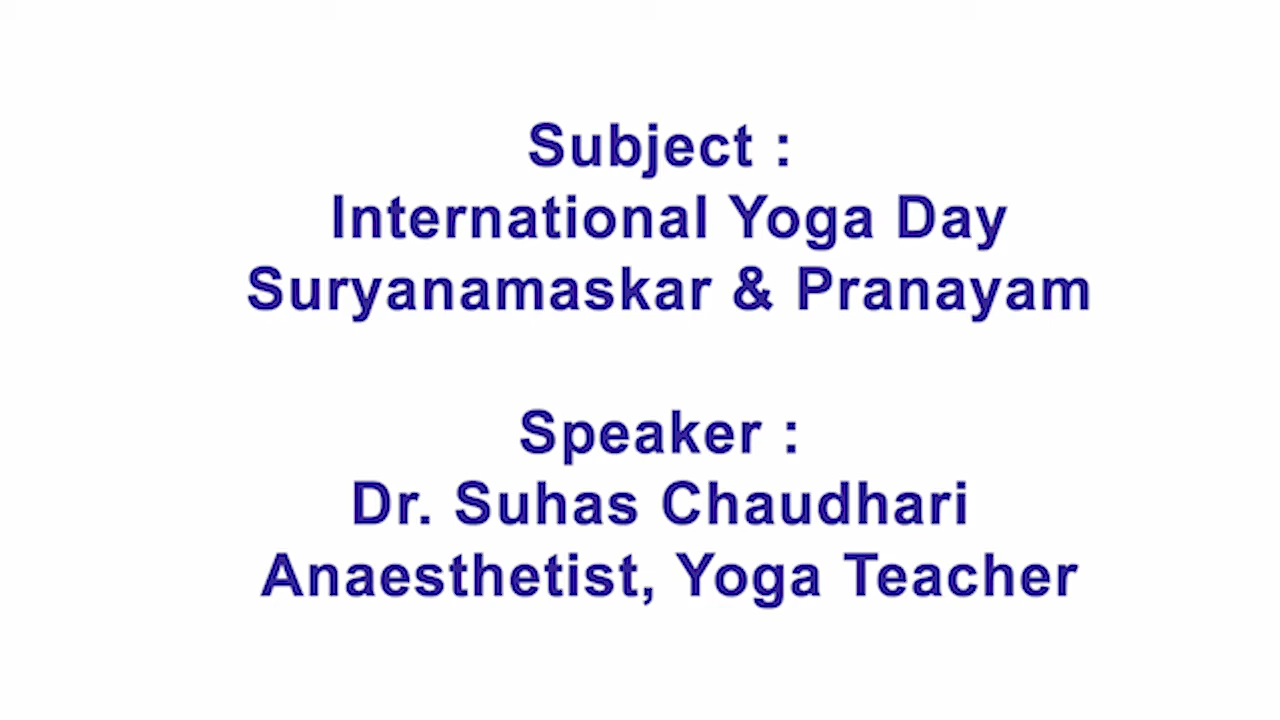 Subject :
International Yoga Day
Suryanamaskar & Pranayam
Speaker :
Dr. Suhas Chaudhari
Anaesthetist, Yoga Teacher